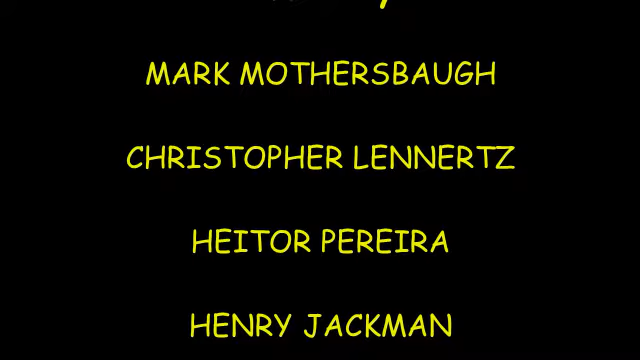 MARK MOTHERSBAUGH
CHRISTOPHER LENNERTZ
HEITOR PEREIRA
HENRY JACKMAN